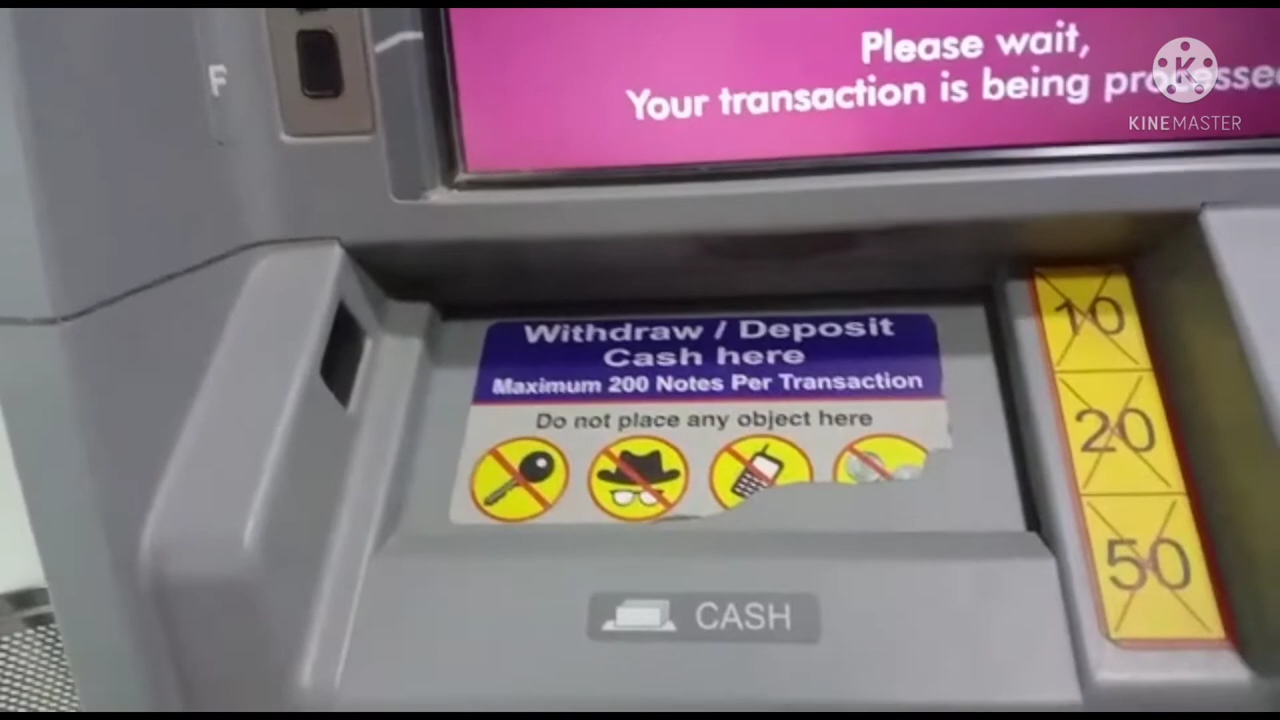 F
Please wait,
Your transaction is being processed
KINEMASTER
Withdraw / Deposit
Cash here
Maximum 200 Notes Per Transaction
Do not place any object here
10
20
50
CASH